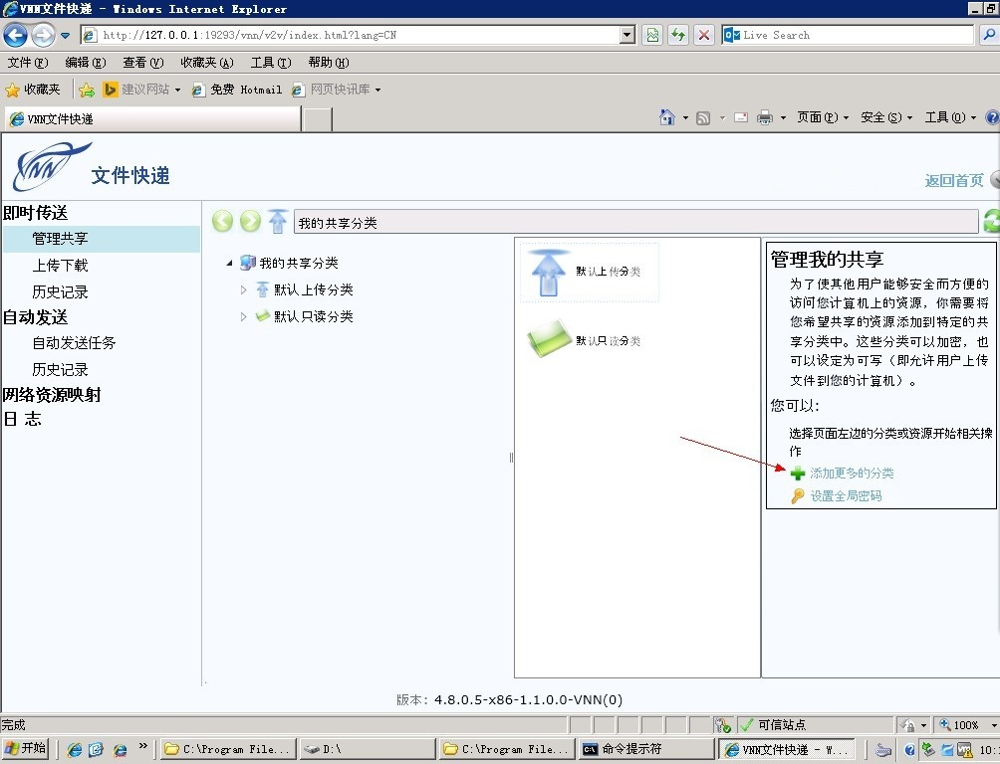 VNN文件快递 - Windows Internet Explorer
http://127.0.0.1:19293/vnn/v2v/index.html?lang=CN
Live Search
文件(F) 编辑(E) 查看(V) 收藏夹(A) 工具(T) 帮助(H)
收藏夹 建议网站 免费 Hotmail 网页快讯库
VNN文件快递
页面(P) 安全(S) 工具(O)
VNN 文件快递
返回首页
即时传送
管理共享
上传下载
历史记录
自动发送
自动发送任务
历史记录
网络资源映射
日 志
我的共享分类
我的共享分类
默认上传分类
默认只读分类
默认上传分类
默认只读分类
管理我的共享
为了使其他用户能够安全而方便的
访问您计算机上的资源，你需要将
您希望共享的资源添加到特定的共
享分类中。这些分类可以加密，也
可以设定为可写（即允许用户上传
文件到您的计算机）。
您可以:
选择页面左边的分类或资源开始相关操
作
添加更多的分类
设置全局密码
版本: 4.8.0.5-x86-1.1.0.0-VNN(0)
完成 可信站点 100%
开始 » C:\Program File... D:\ C:\Program File... 命令提示符 VNN文件快递 - W... 10: